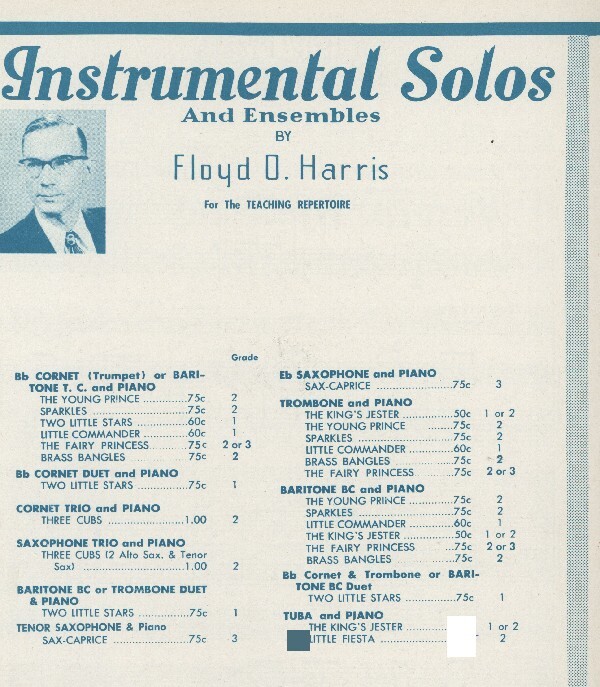 Instrumental Solos
And Ensembles
BY
Floyd O. Harris
For The TEACHING REPERTOIRE
Grade
Bb CORNET (Trumpet) or BARI-
TONE T. C. and PIANO
THE YOUNG PRINCE ............75c 2
SPARKLES ............75c 2
TWO LITTLE STARS ............60c 1
LITTLE COMMANDER ............60c 1
THE FAIRY PRINCESS............75c 2 or 3
BRASS BANGLES ............75c 2
Bb CORNET DUET and PIANO
TWO LITTLE STARS ............75c 1
CORNET TRIO and PIANO
THREE CUBS ............1.00 2
SAXOPHONE TRIO and PIANO
THREE CUBS (2 Alto Sax. & Tenor
Sax) ............1.00 2
BARITONE BC or TROMBONE DUET
& PIANO
TWO LITTLE STARS ............75c 1
TENOR SAXOPHONE & Piano
SAX-CAPRICE ............75c 3
Eb SAXOPHONE and PIANO
SAX-CAPRICE ............75c 3
TROMBONE and PIANO
THE KING'S JESTER ............50c 1 or 2
THE YOUNG PRINCE ............75c 2
SPARKLES ............75c 2
LITTLE COMMANDER ............60c 1
BRASS BANGLES ............75c 2
THE FAIRY PRINCESS ............75c 2 or 3
BARITONE BC and PIANO
THE YOUNG PRINCE ............75c 2
SPARKLES ............75c 2
LITTLE COMMANDER ............60c 1
THE KING'S JESTER ............50c 1 or 2
THE FAIRY PRINCESS ............75c 2 or 3
BRASS BANGLES ............75c 2
Bb Cornet & Trombone or BARI-
TONE BC Duet
TWO LITTLE STARS ............75c 1
TUBA and PIANO
THE KING'S JESTER ............ 1 or 2
LITTLE FIESTA ............ 2